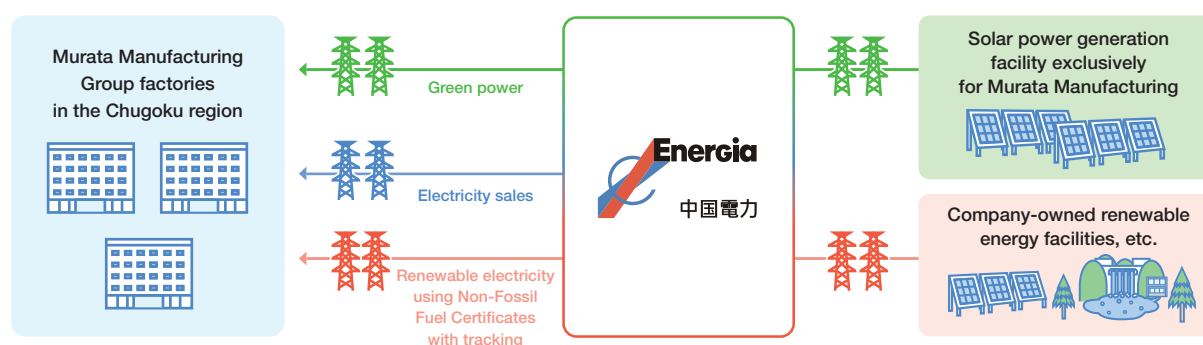 Murata Manufacturing
Group factories
in the Chugoku region
Green power
Electricity sales
Renewable electricity
using Non-Fossil
Fuel Certificates
with tracking
Energia
中国電力
Solar power generation
facility exclusively
for Murata Manufacturing
Company-owned renewable
energy facilities, etc.